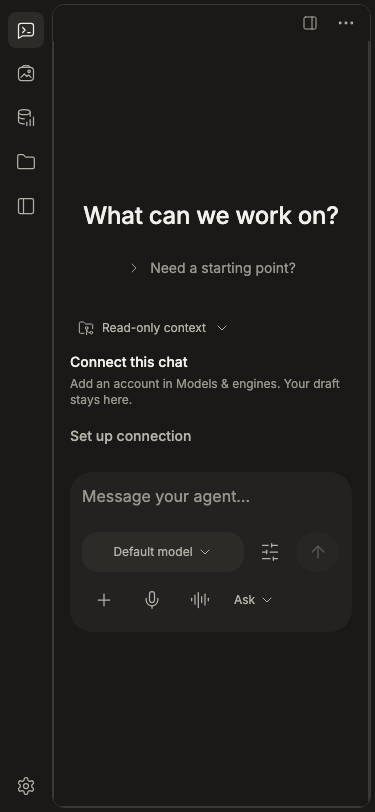 What can we work on?
Need a starting point?
Read-only context
Connect this chat
Add an account in Models & engines. Your draft
stays here.
Set up connection
Message your agent...
Default model
Ask